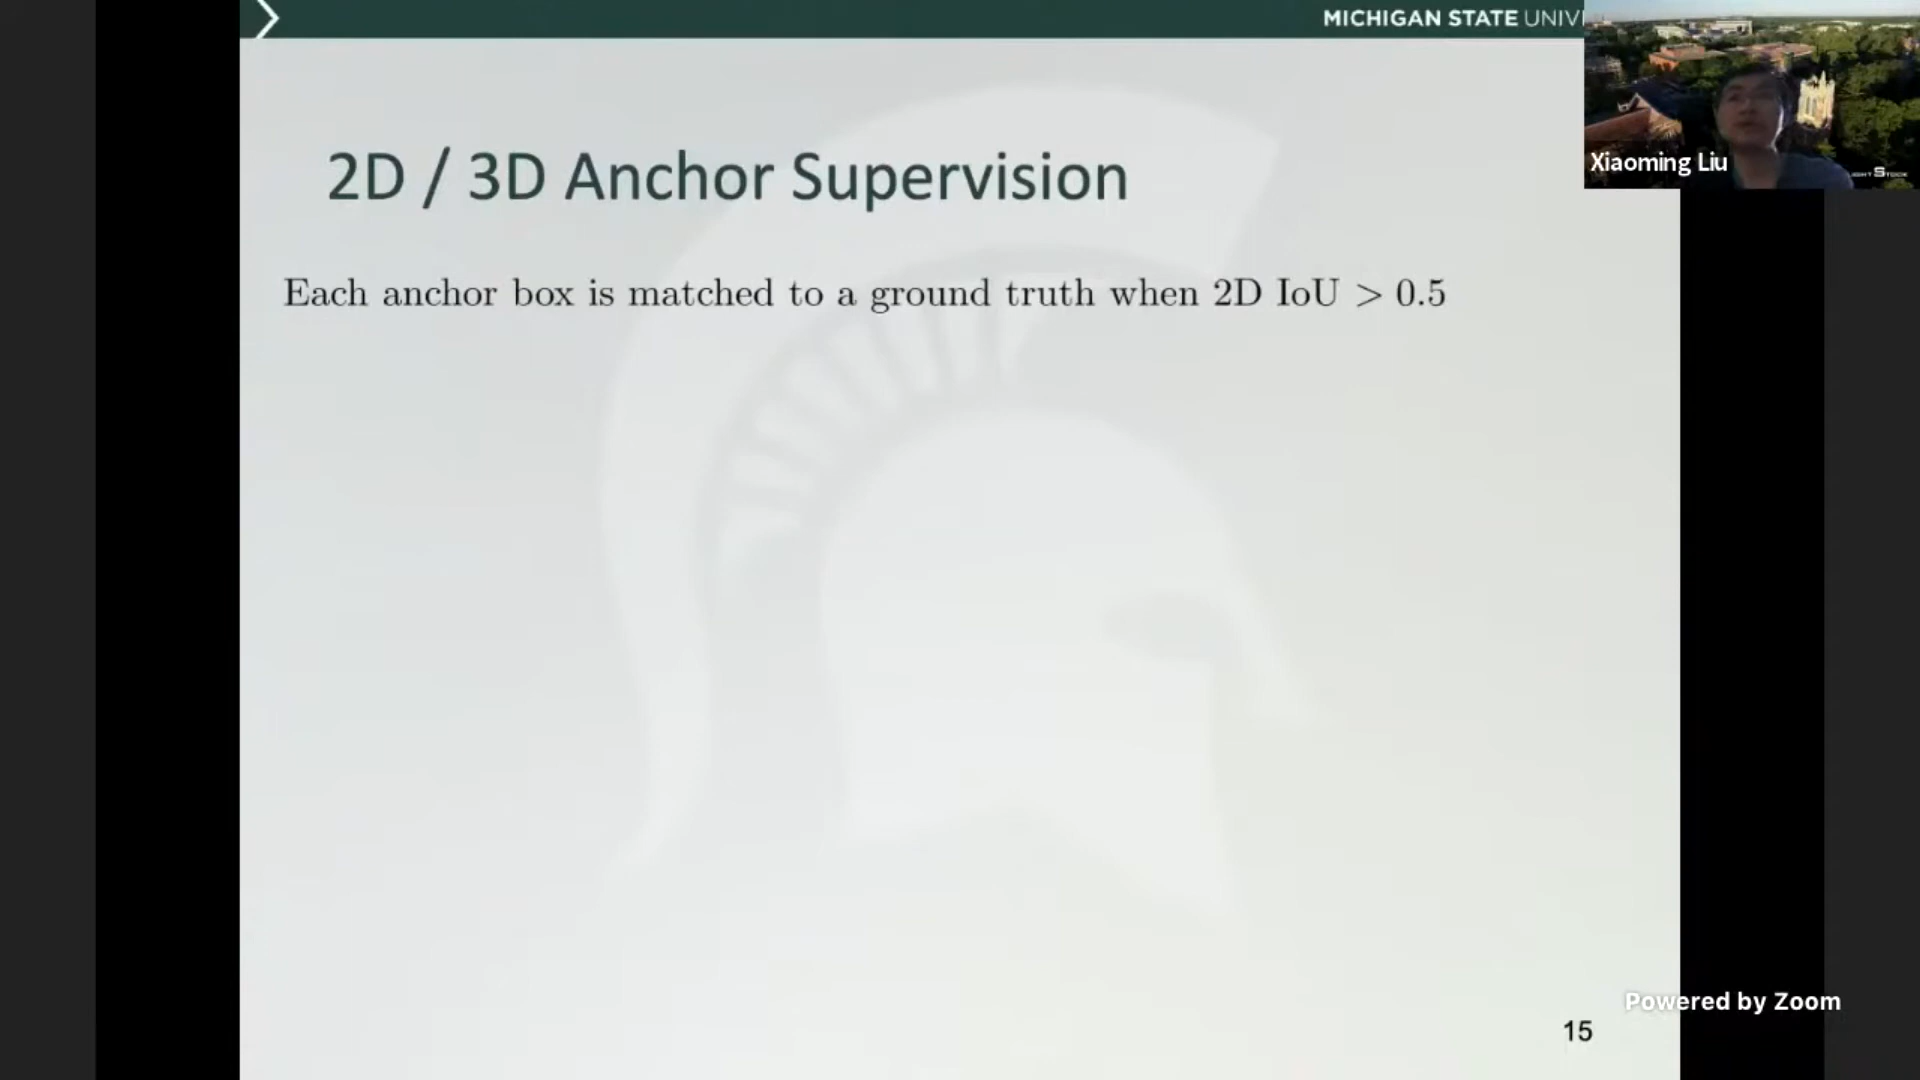 MICHIGAN STATE UNIV
Xiaoming Liu
2D / 3D Anchor Supervision
Each anchor box is matched to a ground truth when 2D IoU > 0.5
Powered by Zoom
15